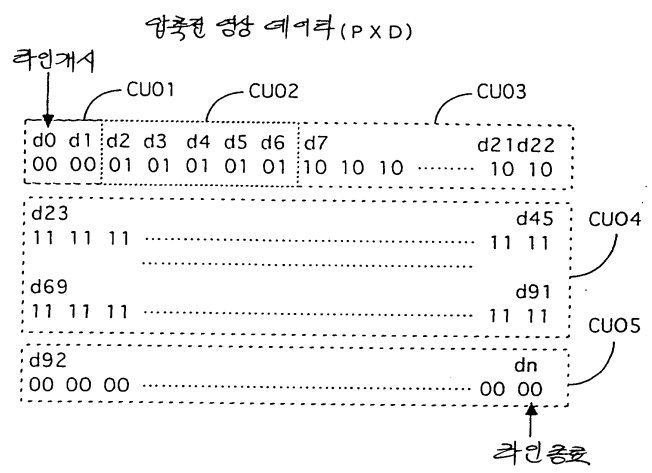 압축전 영상 데이타(PXD)
라인개시
CU01 CU02 CU03
d0 d1 d2 d3 d4 d5 d6 d7 d21 d22
00 00 01 01 01 01 01 10 10 10 ........ 10 10
d23 d45
11 11 11 ........ 11 11
CU04
d69 d91
11 11 11 ........ 11 11
CU05
d92 dn
00 00 00 ........ 00 00
라인종료